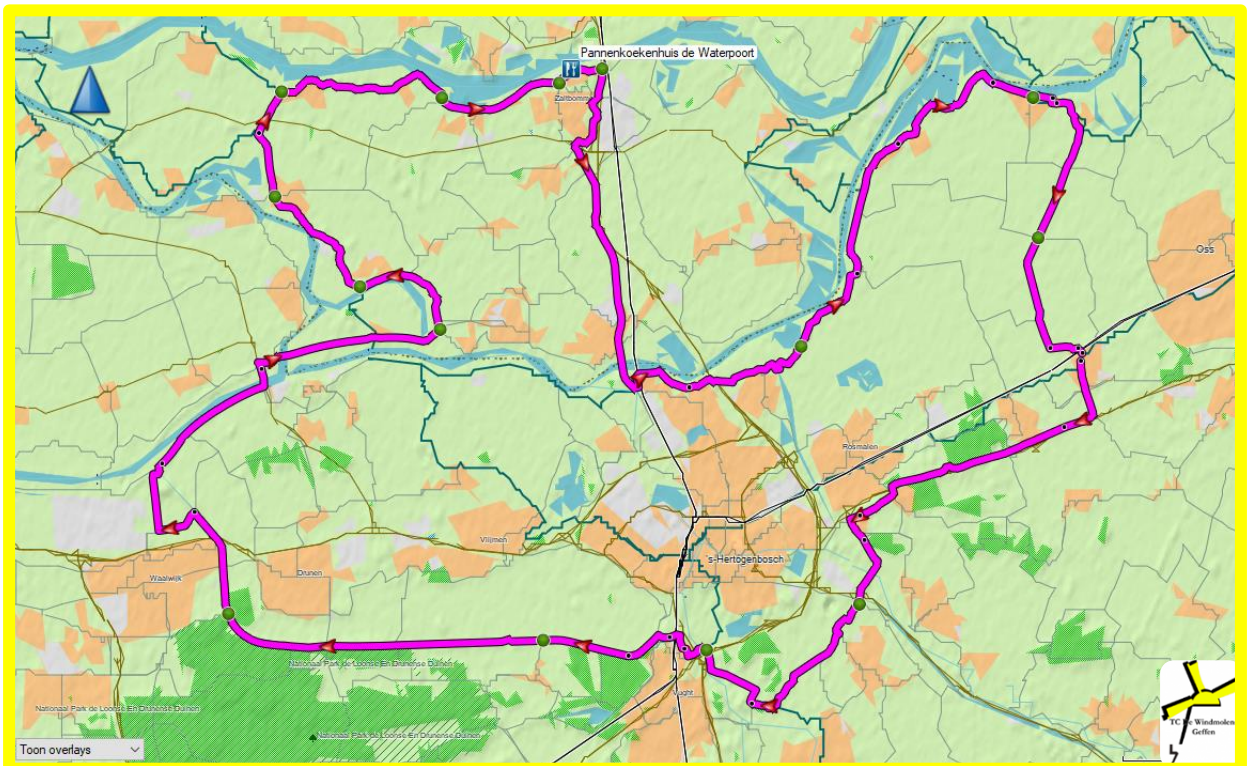 Pannenkoekenhuis de Waterpoort
Zaltbommel
Oss
Rosmalen
Vlijmen
's-Hertogenbosch
Waalwijk
Drunen
Nationaal Park de Loonse En Drunense Duinen
Vught
Nationaal Park de Loonse En Drunense Duinen
Nationaal Park de Loonse En Drunense Duinen
TC De Windmolen
Geffen
Toon overlays